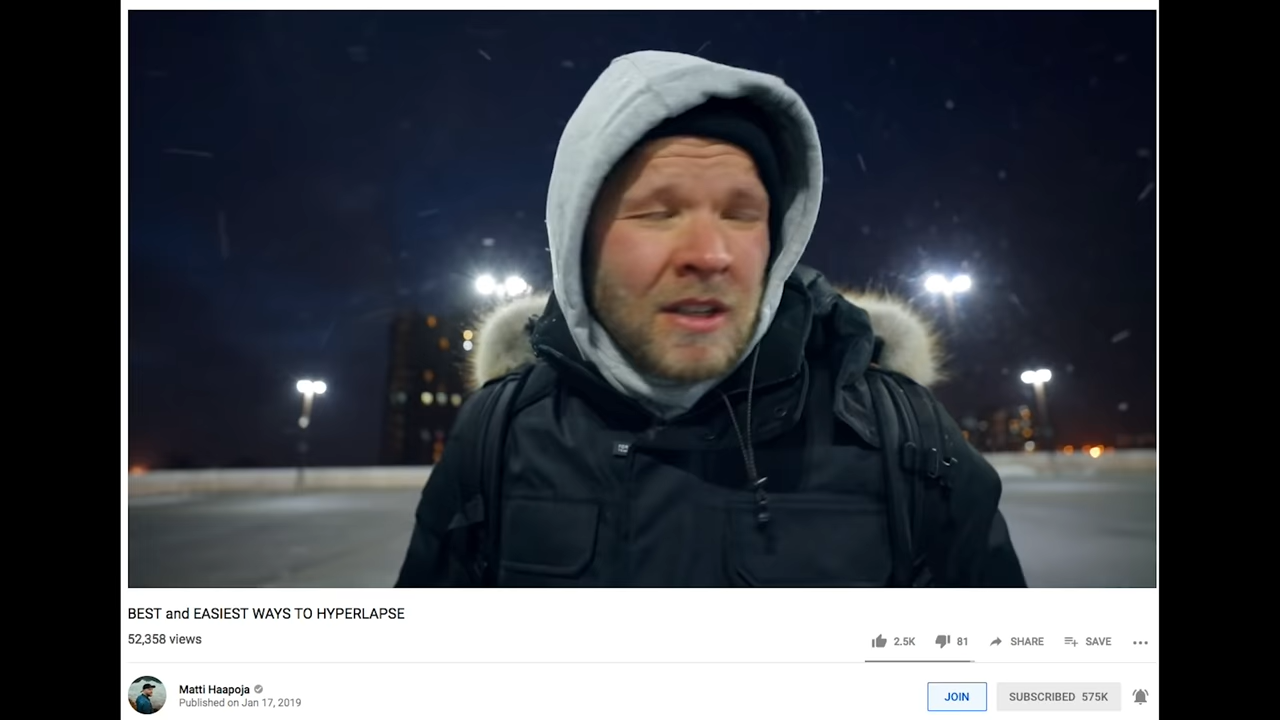 BEST and EASIEST WAYS TO HYPERLAPSE
52,358 views
2.5K 81 SHARE SAVE
Matti Haapoja
Published on Jan 17, 2019
JOIN SUBSCRIBED 575K